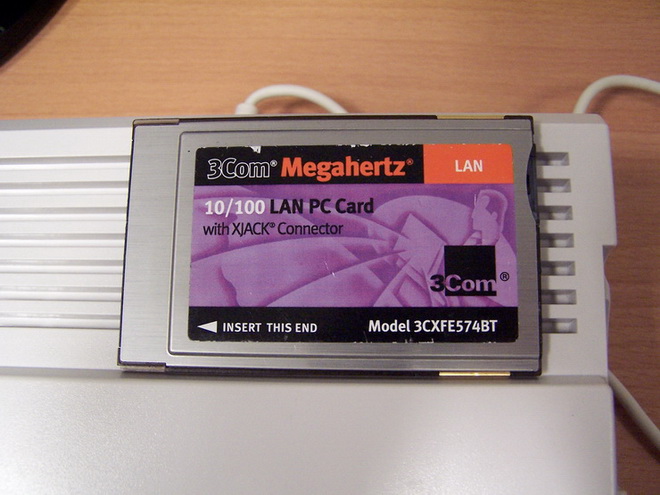 3Com® Megahertz®
LAN
10/100 LAN PC Card
with XJACK® Connector
3Com®
◀ INSERT THIS END
Model 3CXFE574BT